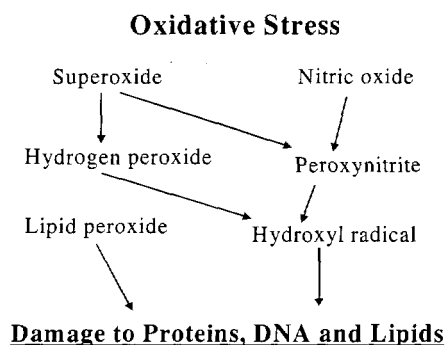 Oxidative Stress
Superoxide
Nitric oxide
Hydrogen peroxide
Peroxynitrite
Lipid peroxide
Hydroxyl radical
Damage to Proteins, DNA and Lipids